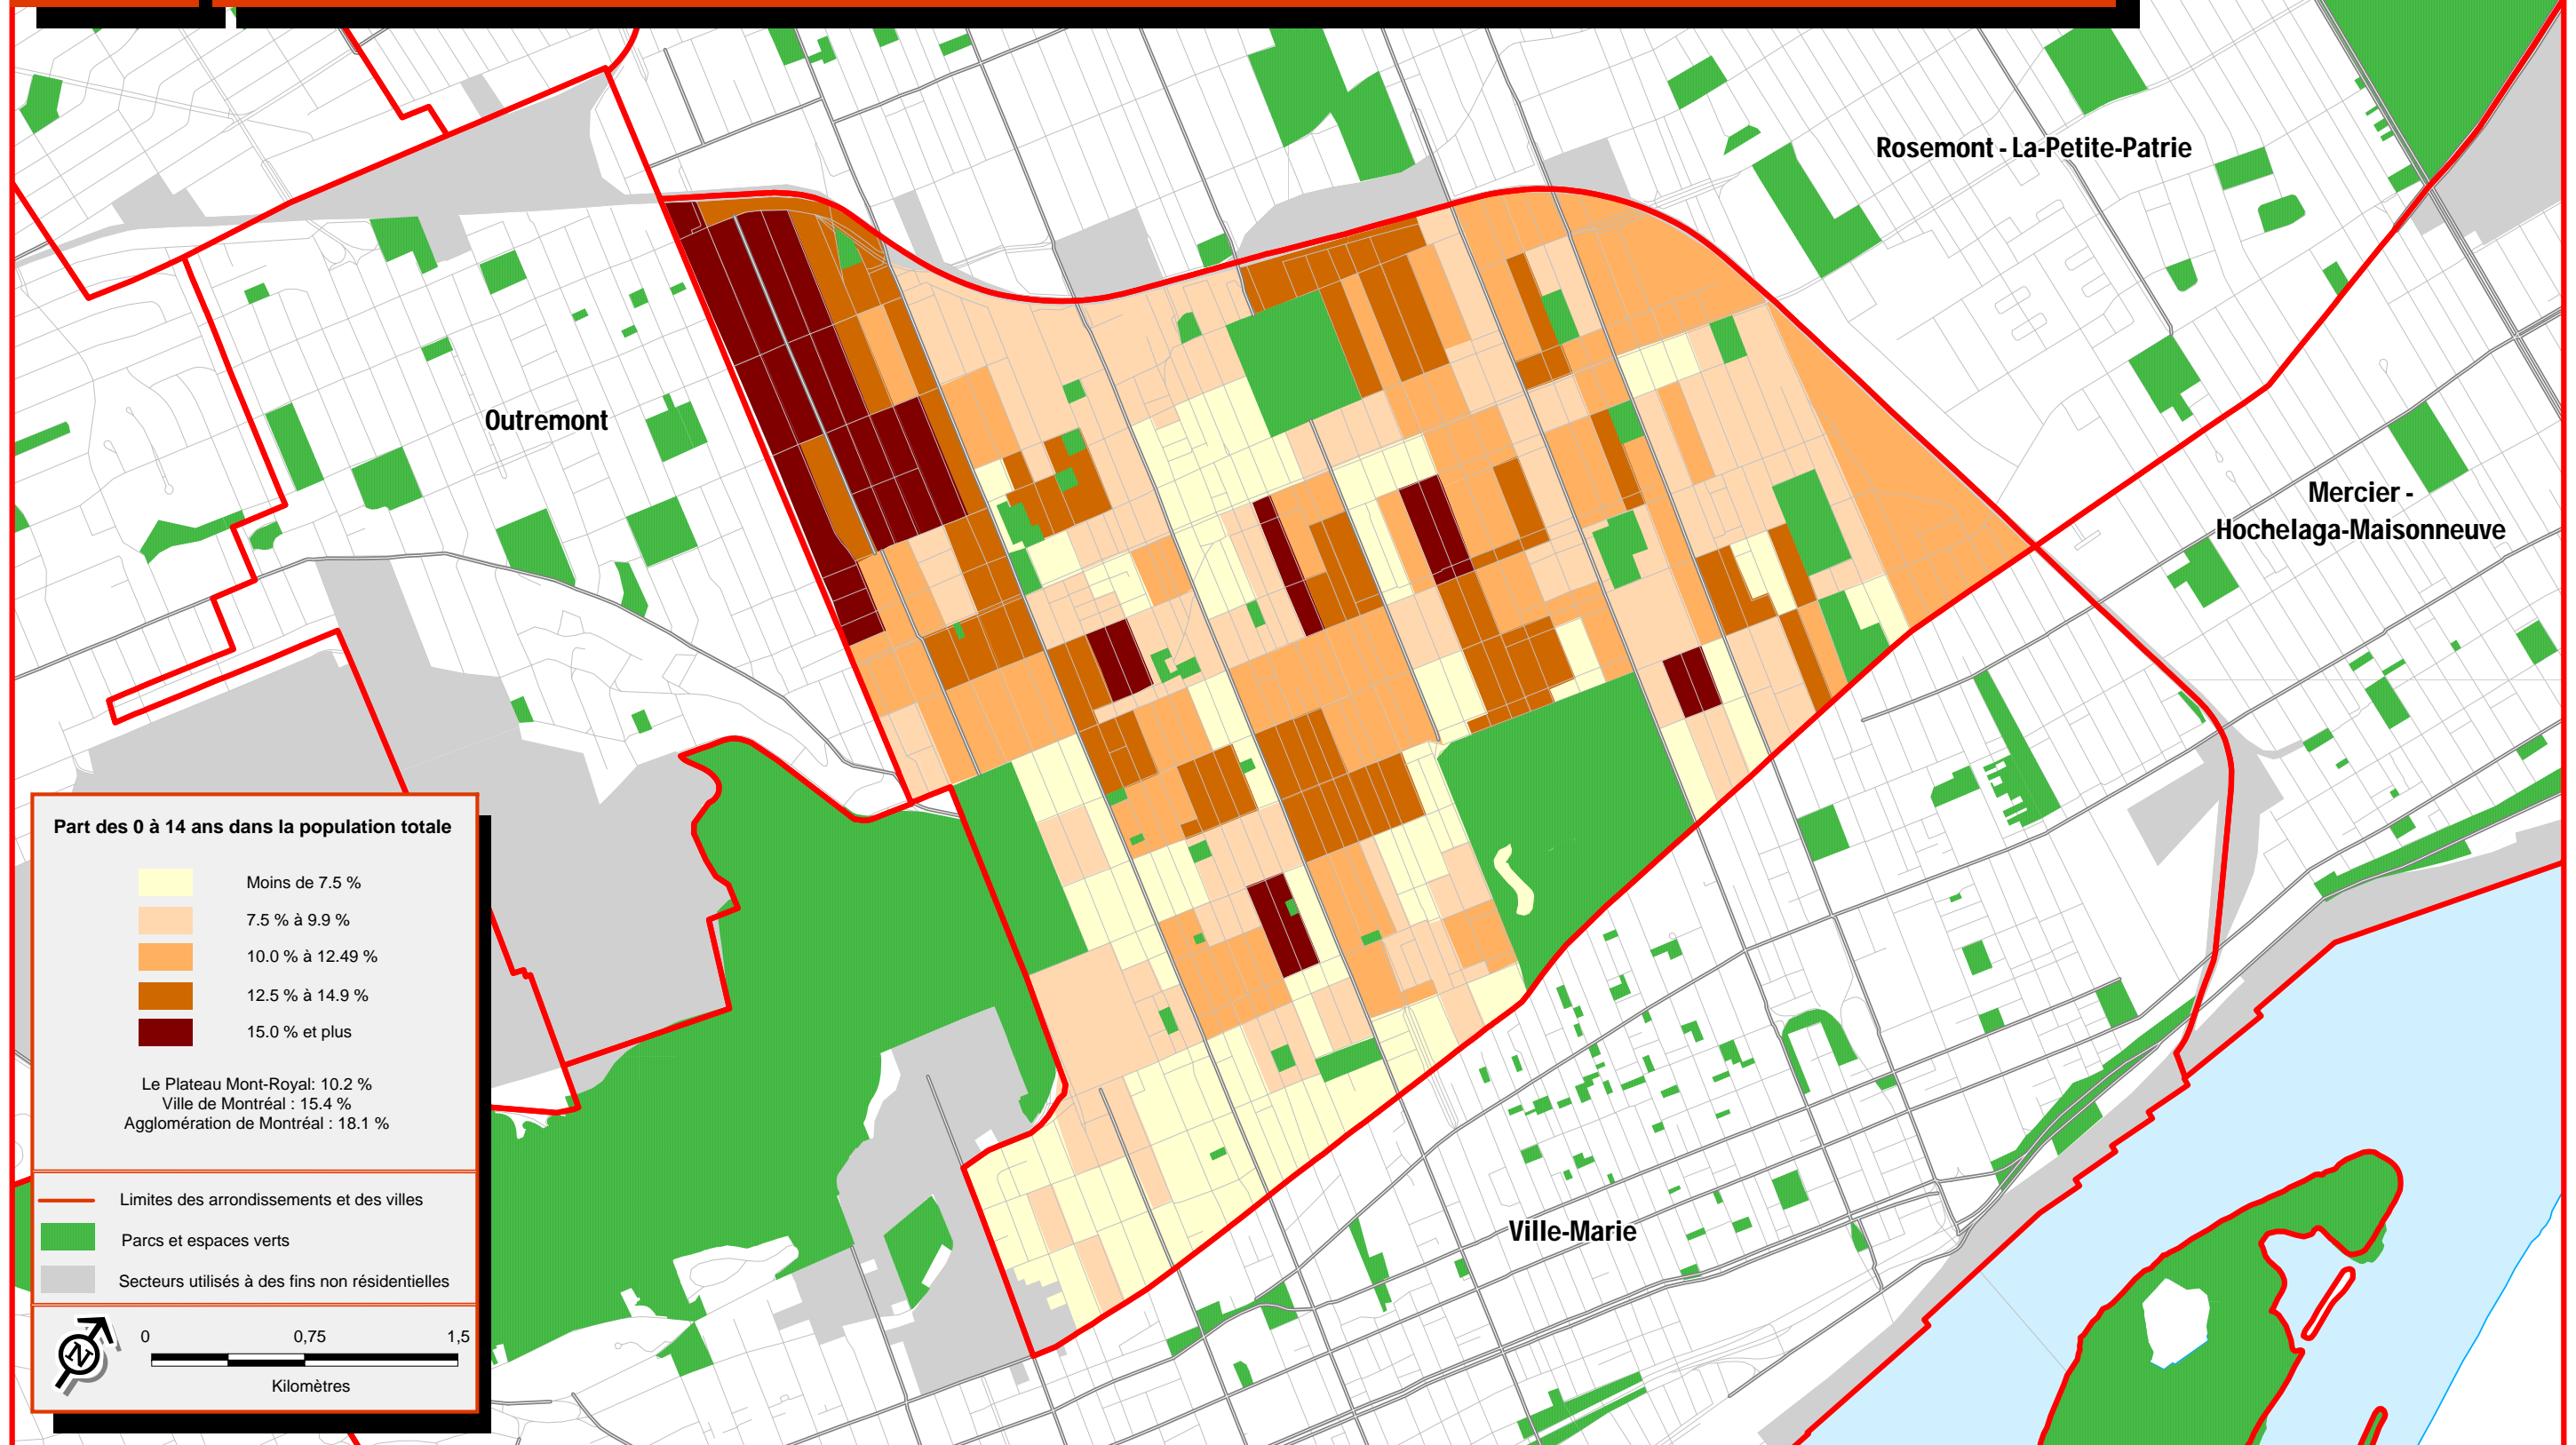 Rosemont - La-Petite-Patrie
Outremont
Mercier -
Hochelaga-Maisonneuve
Ville-Marie
Part des 0 à 14 ans dans la population totale
Moins de 7.5 %
7.5 % à 9.9 %
10.0 % à 12.49 %
12.5 % à 14.9 %
15.0 % et plus
Le Plateau Mont-Royal: 10.2 %
Ville de Montréal : 15.4 %
Agglomération de Montréal : 18.1 %
Limites des arrondissements et des villes
Parcs et espaces verts
Secteurs utilisés à des fins non résidentielles
N
0 0,75 1,5
Kilomètres